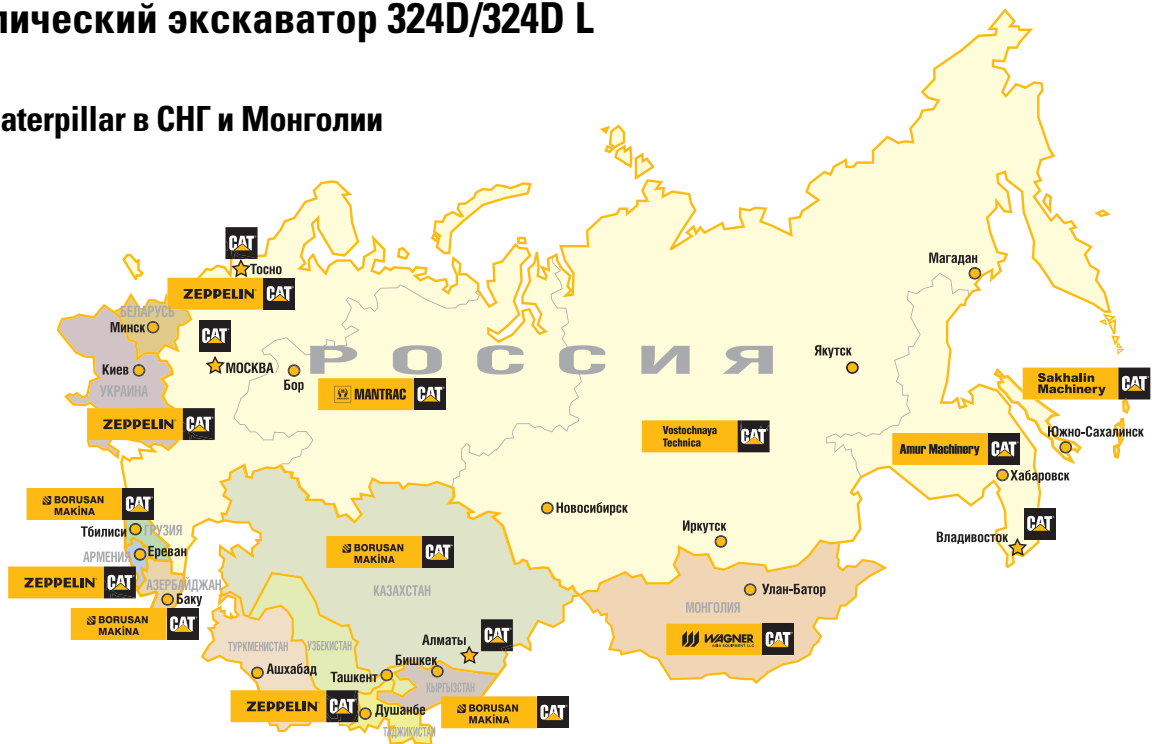 лический экскаватор 324D/324D L
aterpillar в СНГ и Монголии
CAT
Тосно
ZEPPELIN CAT
БЕЛАРУСЬ
Минск
CAT
МОСКВА
Киев
УКРАИНА
ZEPPELIN CAT
РОССИЯ
Бор
MANTRAC CAT
Магадан
Якутск
Vostochnaya
Technica
CAT
Sakhalin
Machinery
CAT
Южно-Сахалинск
Amur Machinery CAT
Хабаровск
CAT
Владивосток
Новосибирск
Иркутск
BORUSAN
MAKİNA
CAT
Тбилиси
ГРУЗИЯ
АРМЕНИЯ
Ереван
ZEPPELIN CAT
АЗЕРБАЙДЖАН
Баку
BORUSAN
MAKİNA
CAT
BORUSAN
MAKİNA
CAT
КАЗАХСТАН
Улан-Батор
МОНГОЛИЯ
WAGNER
ASIA EQUIPMENT LLC
CAT
Алматы
CAT
ТУРКМЕНИСТАН
УЗБЕКИСТАН
Ашхабад
Ташкент
Бишкек
КЫРГЫЗСТАН
ZEPPELIN CAT
Душанбе
ТАДЖИКИСТАН
BORUSAN
MAKİNA
CAT